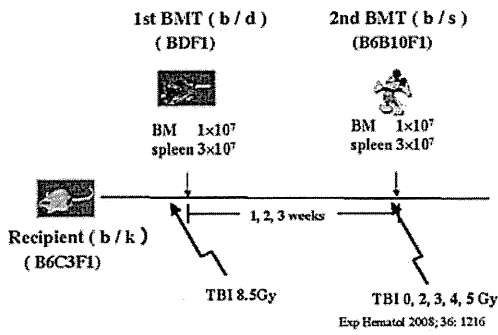 1st BMT ( b / d )
( BDF1 )
2nd BMT ( b / s )
(B6B10F1)
BM 1×10⁷
spleen 3×10⁷
BM 1×10⁷
spleen 3×10⁷
1, 2, 3 weeks
Recipient ( b / k )
( B6C3F1 )
TBI 8.5Gy
TBI 0, 2, 3, 4, 5 Gy
Exp Hematol 2008; 36: 1216